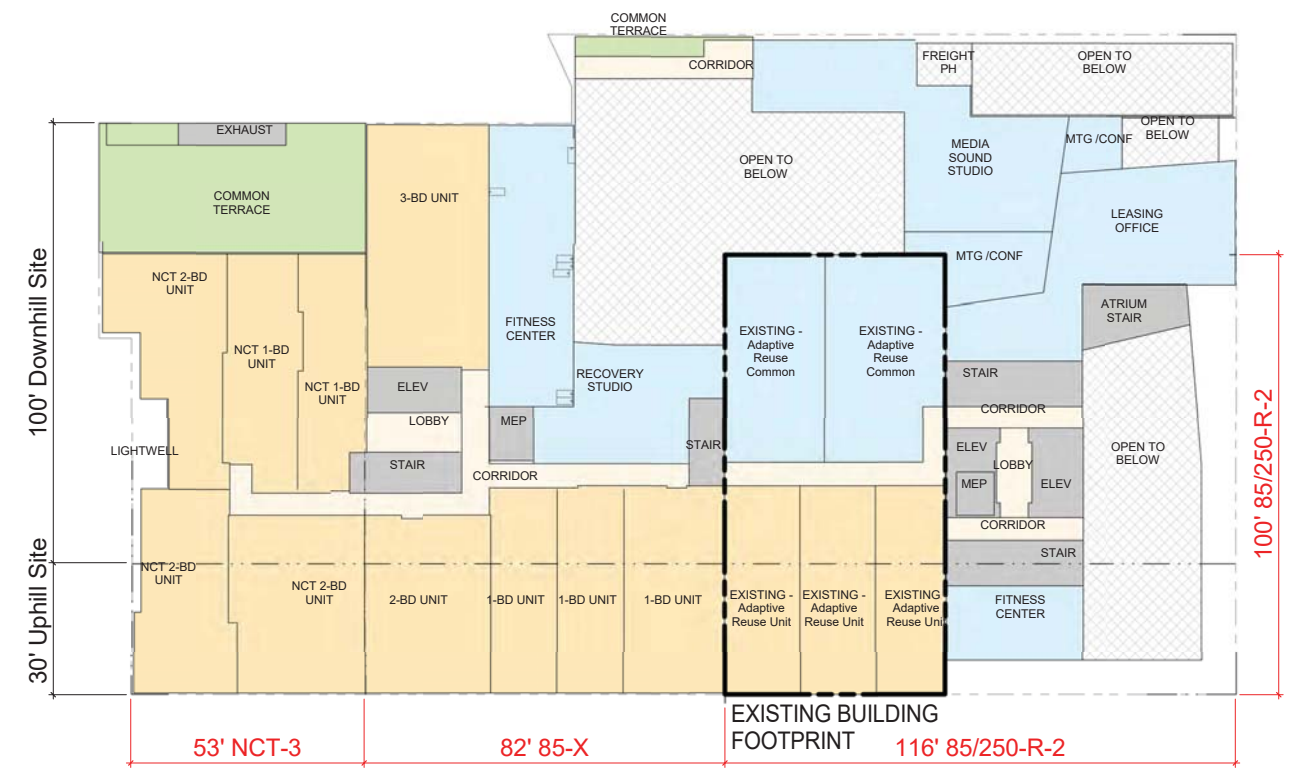 COMMON
TERRACE
CORRIDOR
FREIGHT
PH
OPEN TO
BELOW
EXHAUST
OPEN TO
BELOW
MTG /CONF
MEDIA
SOUND
STUDIO
OPEN TO
BELOW
COMMON
TERRACE
3-BD UNIT
LEASING
OFFICE
MTG /CONF
NCT 2-BD
UNIT
ATRIUM
STAIR
FITNESS
CENTER
EXISTING -
Adaptive
Reuse
Common
EXISTING -
Adaptive
Reuse
Common
NCT 1-BD
UNIT
NCT 1-BD
UNIT
ELEV
RECOVERY
STUDIO
STAIR
CORRIDOR
LOBBY
MEP
STAIR
LIGHTWELL
STAIR
CORRIDOR
ELEV
LOBBY
MEP
ELEV
OPEN TO
BELOW
CORRIDOR
STAIR
NCT 2-BD
UNIT
NCT 2-BD
UNIT
2-BD UNIT
1-BD UNIT
1-BD UNIT
1-BD UNIT
EXISTING -
Adaptive
Reuse Unit
EXISTING -
Adaptive
Reuse Unit
EXISTING
Adaptive
Reuse Uni
FITNESS
CENTER
100' Downhill Site
30' Uphill Site
100' 85/250-R-2
EXISTING BUILDING
FOOTPRINT
53' NCT-3
82' 85-X
116' 85/250-R-2